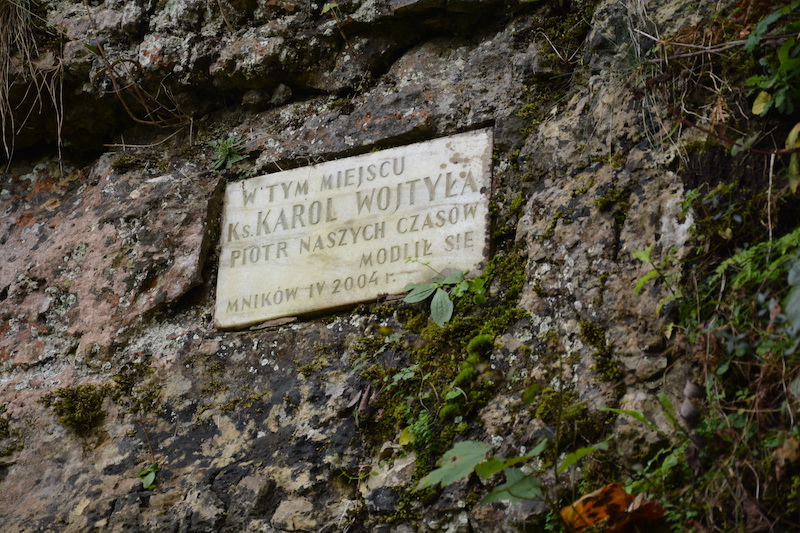 W TYM MIEJSCU
Ks. KAROL WOJTYŁA
PIOTR NASZYCH CZASÓW
MODLIŁ SIĘ
MNIKÓW IV 2004 r.